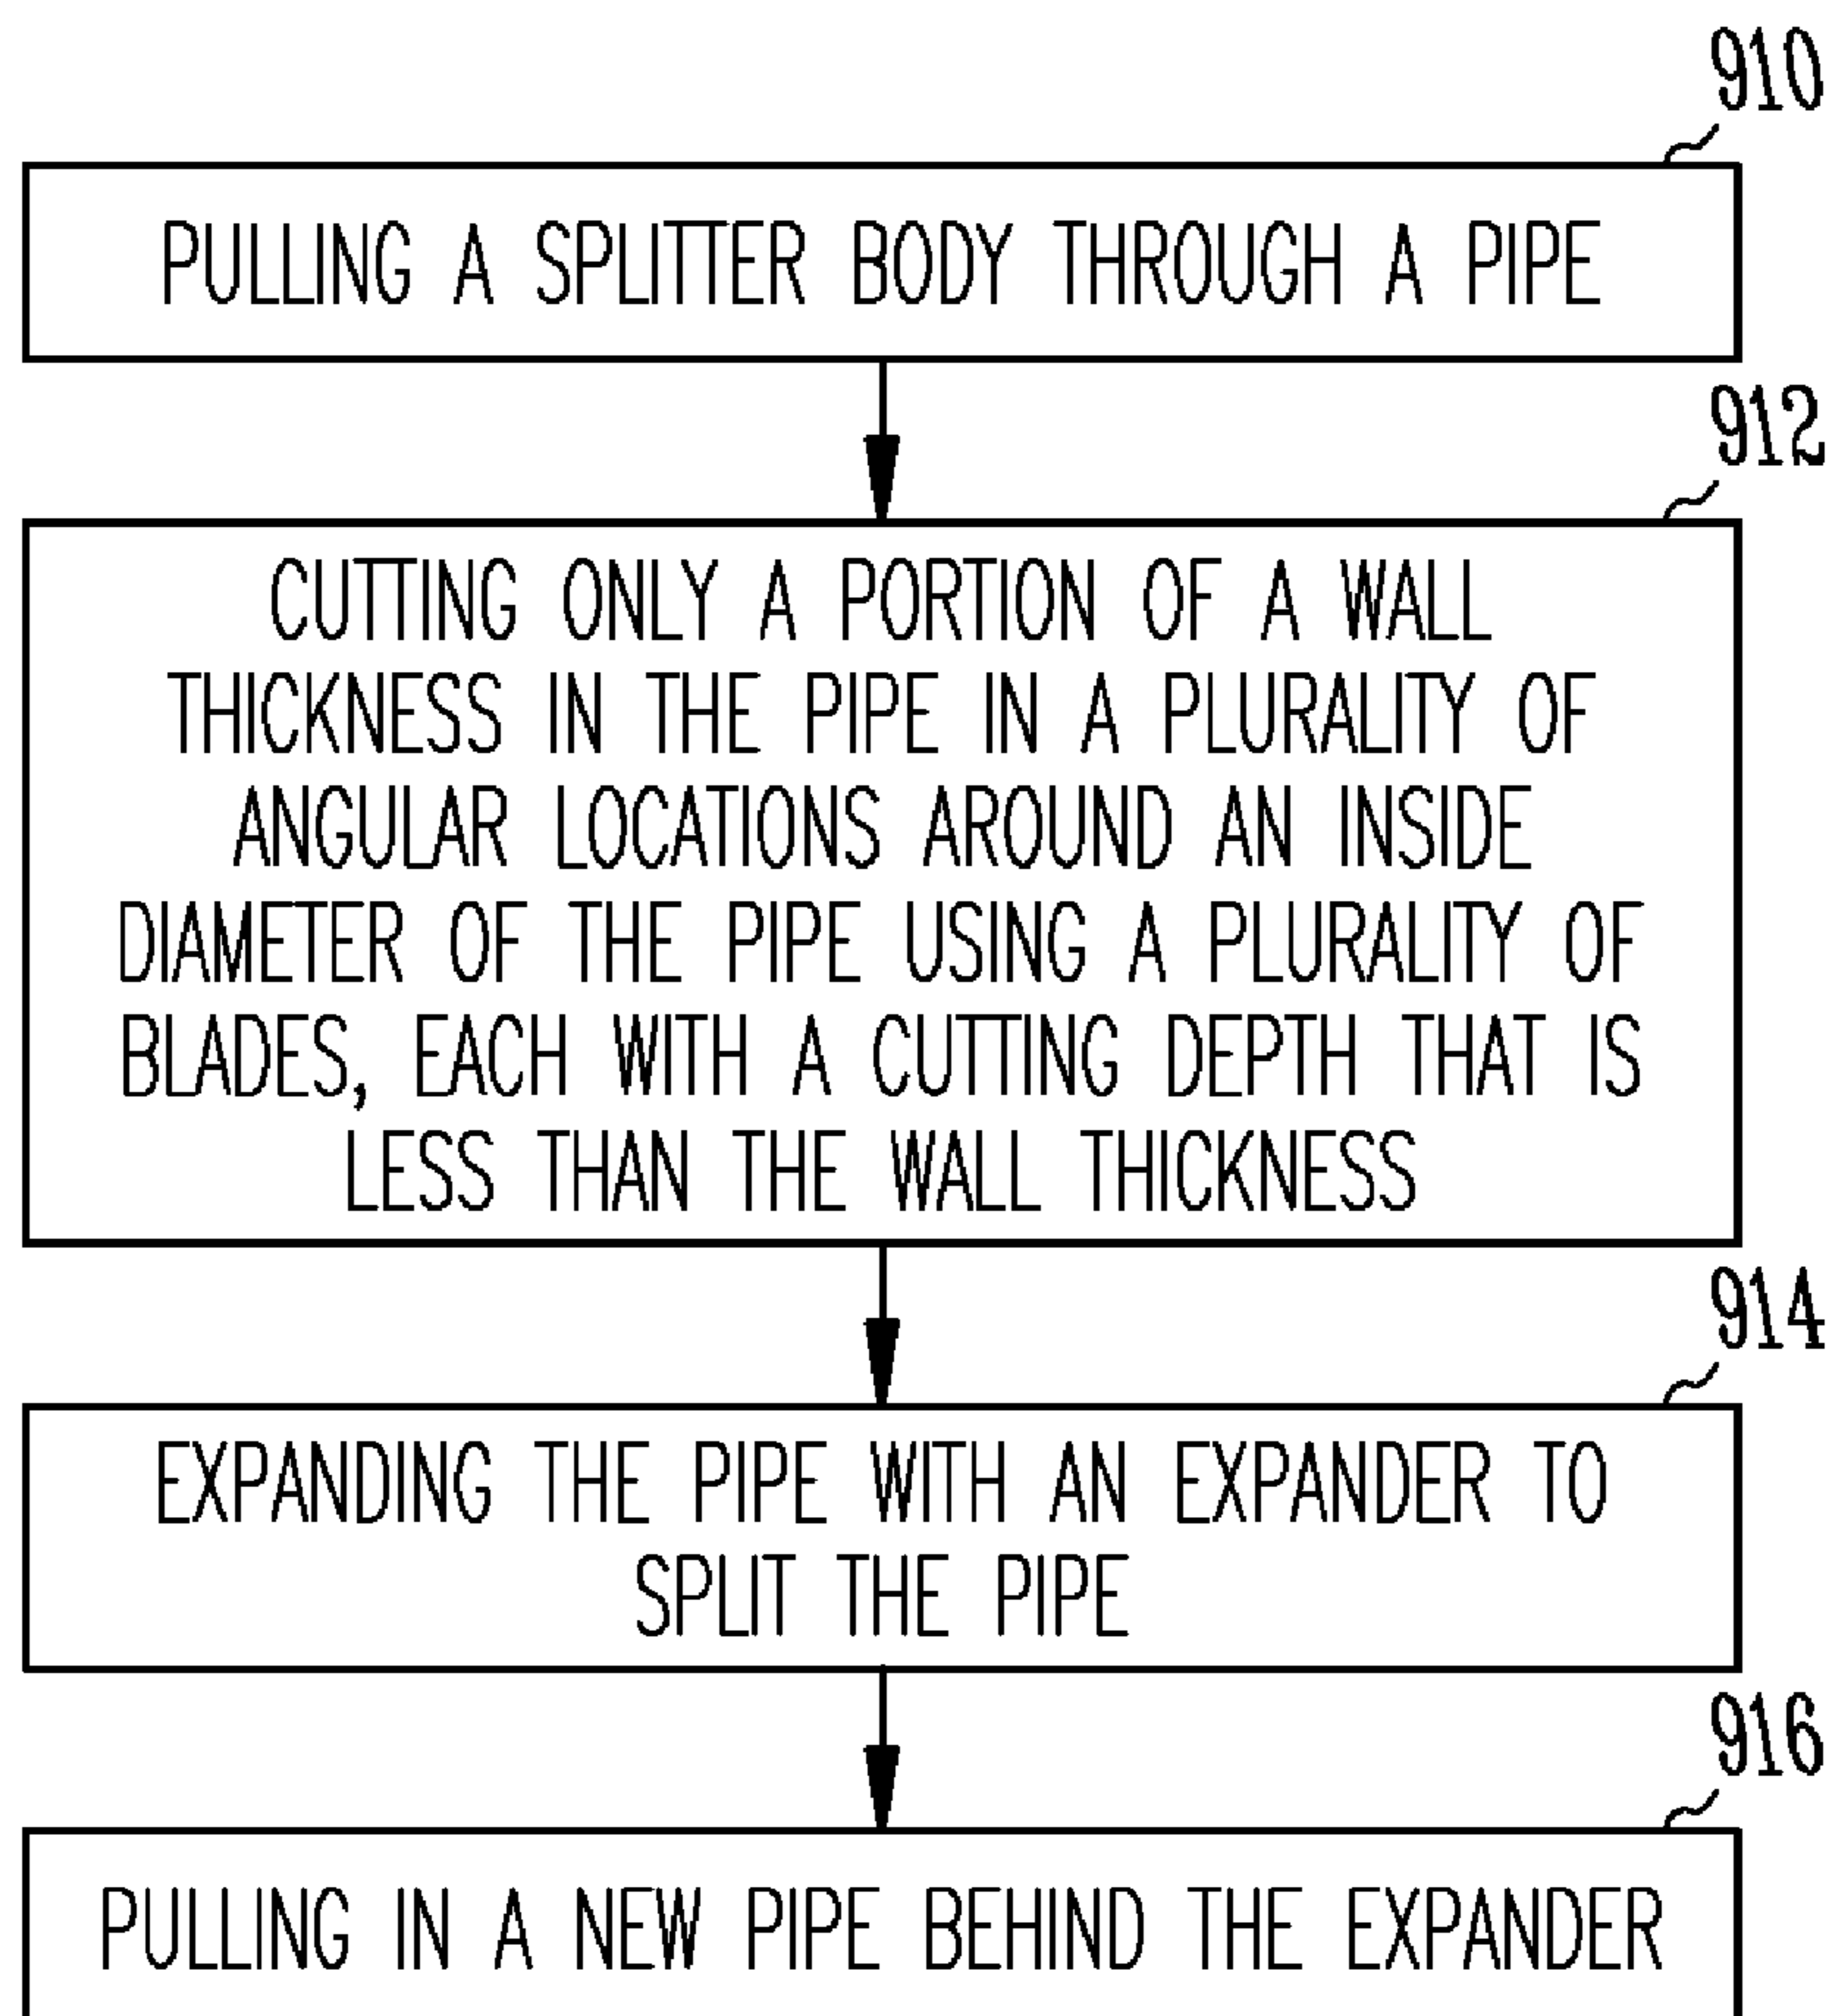 910
PULLING A SPLITTER BODY THROUGH A PIPE
912
CUTTING ONLY A PORTION OF A WALL
THICKNESS IN THE PIPE IN A PLURALITY OF
ANGULAR LOCATIONS AROUND AN INSIDE
DIAMETER OF THE PIPE USING A PLURALITY OF
BLADES, EACH WITH A CUTTING DEPTH THAT IS
LESS THAN THE WALL THICKNESS
914
EXPANDING THE PIPE WITH AN EXPANDER TO
SPLIT THE PIPE
916
PULLING IN A NEW PIPE BEHIND THE EXPANDER